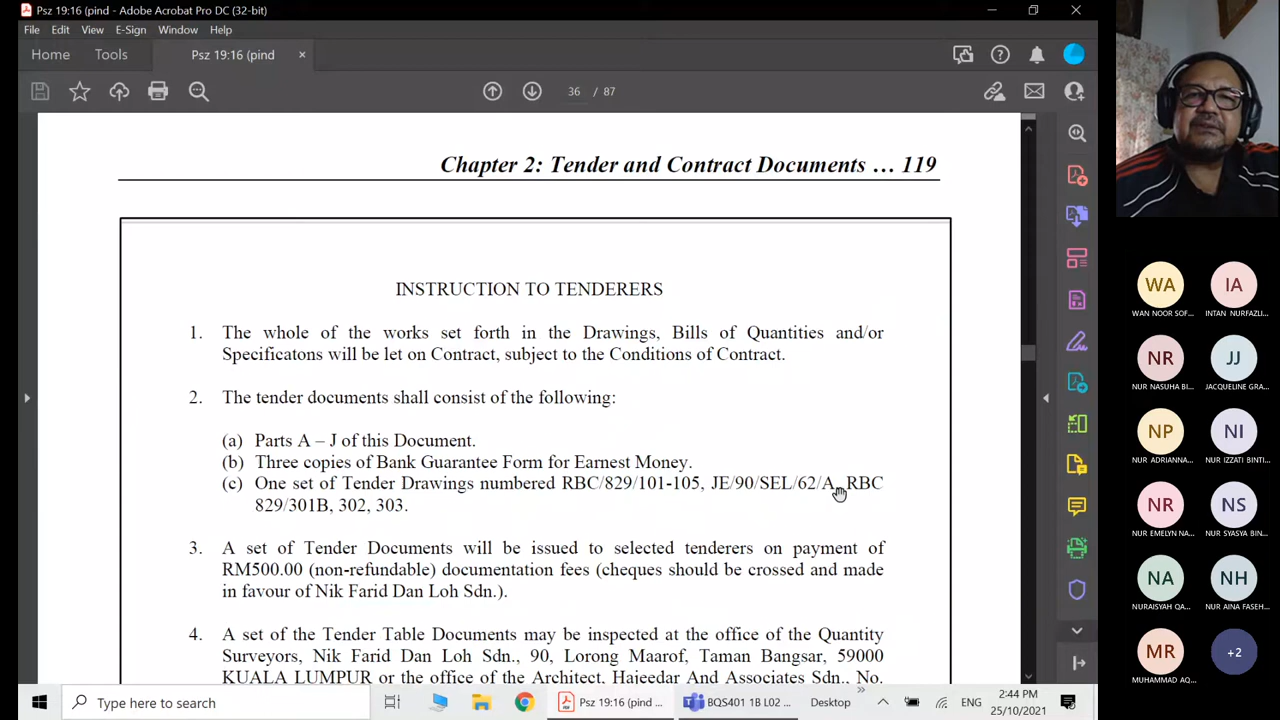 Psz 19:16 (pind - Adobe Acrobat Pro DC (32-bit)
File Edit View E-Sign Window Help
Home Tools Psz 19:16 (pind ×
36 / 87
Chapter 2: Tender and Contract Documents … 119
INSTRUCTION TO TENDERERS
1. The whole of the works set forth in the Drawings, Bills of Quantities and/or
Specificatons will be let on Contract, subject to the Conditions of Contract.
2. The tender documents shall consist of the following:
(a) Parts A – J of this Document.
(b) Three copies of Bank Guarantee Form for Earnest Money.
(c) One set of Tender Drawings numbered RBC/829/101-105, JE/90/SEL/62/A, RBC
829/301B, 302, 303.
3. A set of Tender Documents will be issued to selected tenderers on payment of
RM500.00 (non-refundable) documentation fees (cheques should be crossed and made
in favour of Nik Farid Dan Loh Sdn.).
4. A set of the Tender Table Documents may be inspected at the office of the Quantity
Surveyors, Nik Farid Dan Loh Sdn., 90, Lorong Maarof, Taman Bangsar, 59000
KUALA LUMPUR or the office of the Architect, Hajeedar And Associates Sdn., No.
WA IA
WAN NOOR SOF... INTAN NURFAZLI...
NR JJ
NUR NASUHA BI... JACQUELINE GRA...
NP NI
NUR ADRIANNA... NUR IZZATI BINTI...
NR NS
NUR EMELYN NA... NUR SYASYA BIN...
NA NH
NURAISYAH QA... NUR AINA FASEH...
MR +2
MUHAMMAD AQ...
Type here to search
Psz 19:16 (pind ...
BQS401 1B L02 ...
Desktop
ENG
2:44 PM
25/10/2021